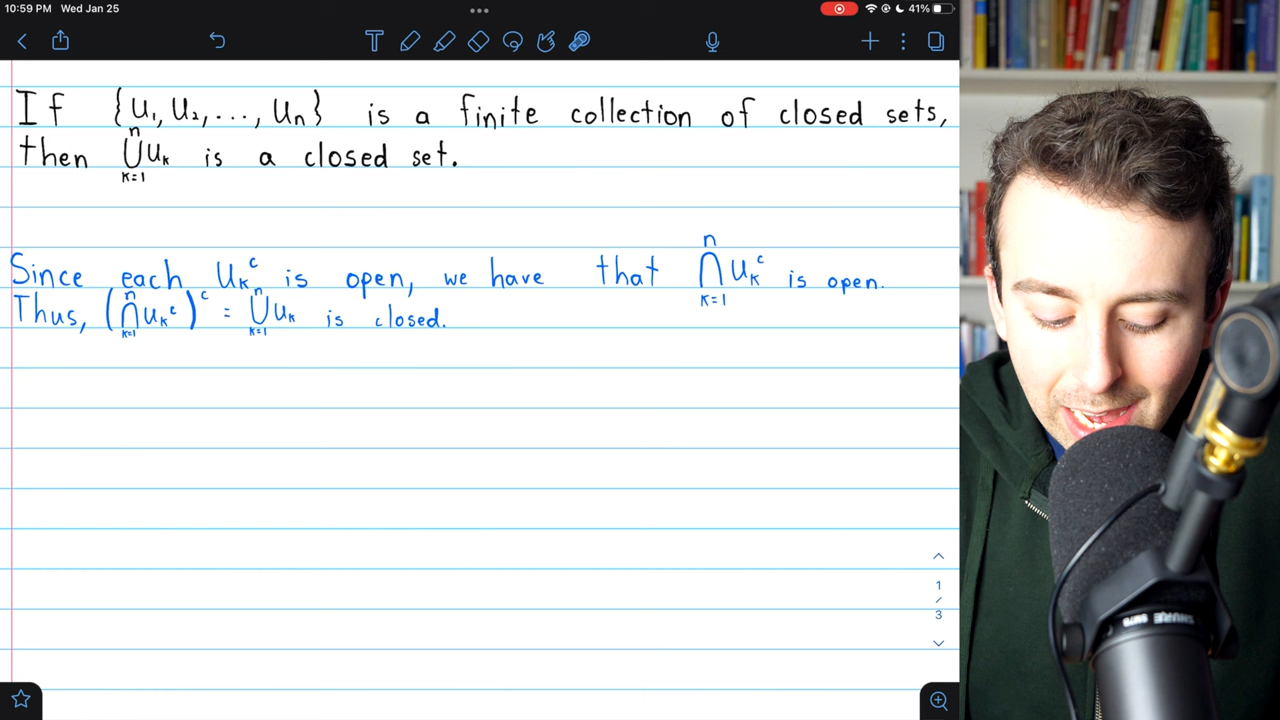 10:59 PM Wed Jan 25
41%
If {U₁, U₂, ..., Uₙ} is a finite collection of closed sets,
then ⋃ₖ₌₁ⁿ Uₖ is a closed set.
Since each Uₖᶜ is open, we have that ⋂ₖ₌₁ⁿ Uₖᶜ is open.
Thus, (⋂ₖ₌₁ⁿ Uₖᶜ)ᶜ = ⋃ₖ₌₁ⁿ Uₖ is closed.
1
/
3
SHURE SM7B